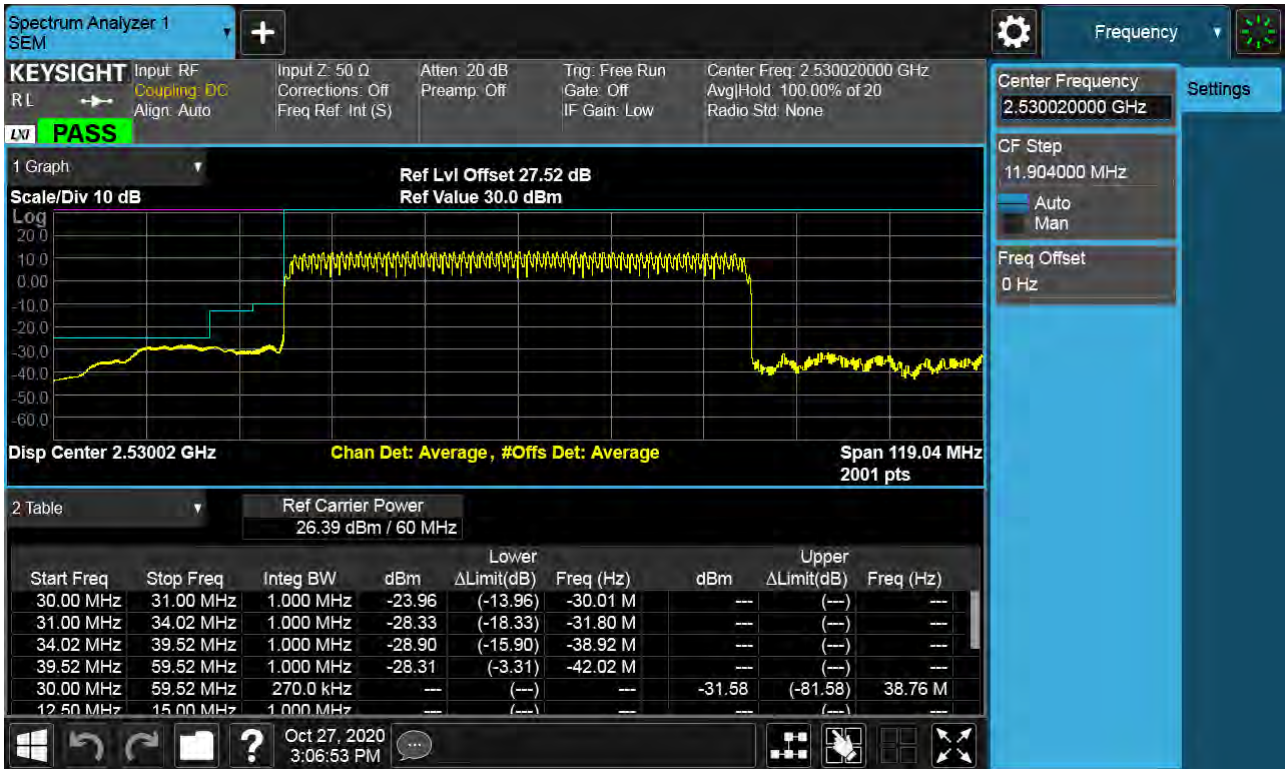 Spectrum Analyzer 1
SEM
+
Frequency
KEYSIGHT
RL
LXI
PASS
Input: RF
Coupling: DC
Align: Auto
Input Z: 50 Ω
Corrections: Off
Freq Ref: Int (S)
Atten: 20 dB
Preamp: Off
Trig: Free Run
Gate: Off
IF Gain: Low
Center Freq: 2.530020000 GHz
Avg|Hold: 100.00% of 20
Radio Std: None
Center Frequency
2.530020000 GHz
Settings
CF Step
11.904000 MHz
Auto
Man
Freq Offset
0 Hz
1 Graph
Scale/Div 10 dB
Ref Lvl Offset 27.52 dB
Ref Value 30.0 dBm
Log
20.0
10.0
0.00
-10.0
-20.0
-30.0
-40.0
-50.0
-60.0
Disp Center 2.53002 GHz
Chan Det: Average, #Offs Det: Average
Span 119.04 MHz
2001 pts
2 Table
Ref Carrier Power
26.39 dBm / 60 MHz
Lower Upper
Start Freq Stop Freq Integ BW dBm ΔLimit(dB) Freq (Hz) dBm ΔLimit(dB) Freq (Hz)
30.00 MHz 31.00 MHz 1.000 MHz -23.96 (-13.96) -30.01 M --- (---) ---
31.00 MHz 34.02 MHz 1.000 MHz -28.33 (-18.33) -31.80 M --- (---) ---
34.02 MHz 39.52 MHz 1.000 MHz -28.90 (-15.90) -38.92 M --- (---) ---
39.52 MHz 59.52 MHz 1.000 MHz -28.31 (-3.31) -42.02 M --- (---) ---
30.00 MHz 59.52 MHz 270.0 kHz --- (---) --- -31.58 (-81.58) 38.76 M
12.50 MHz 15.00 MHz 1.000 MHz --- (---) --- --- (---) ---
?
Oct 27, 2020
3:06:53 PM